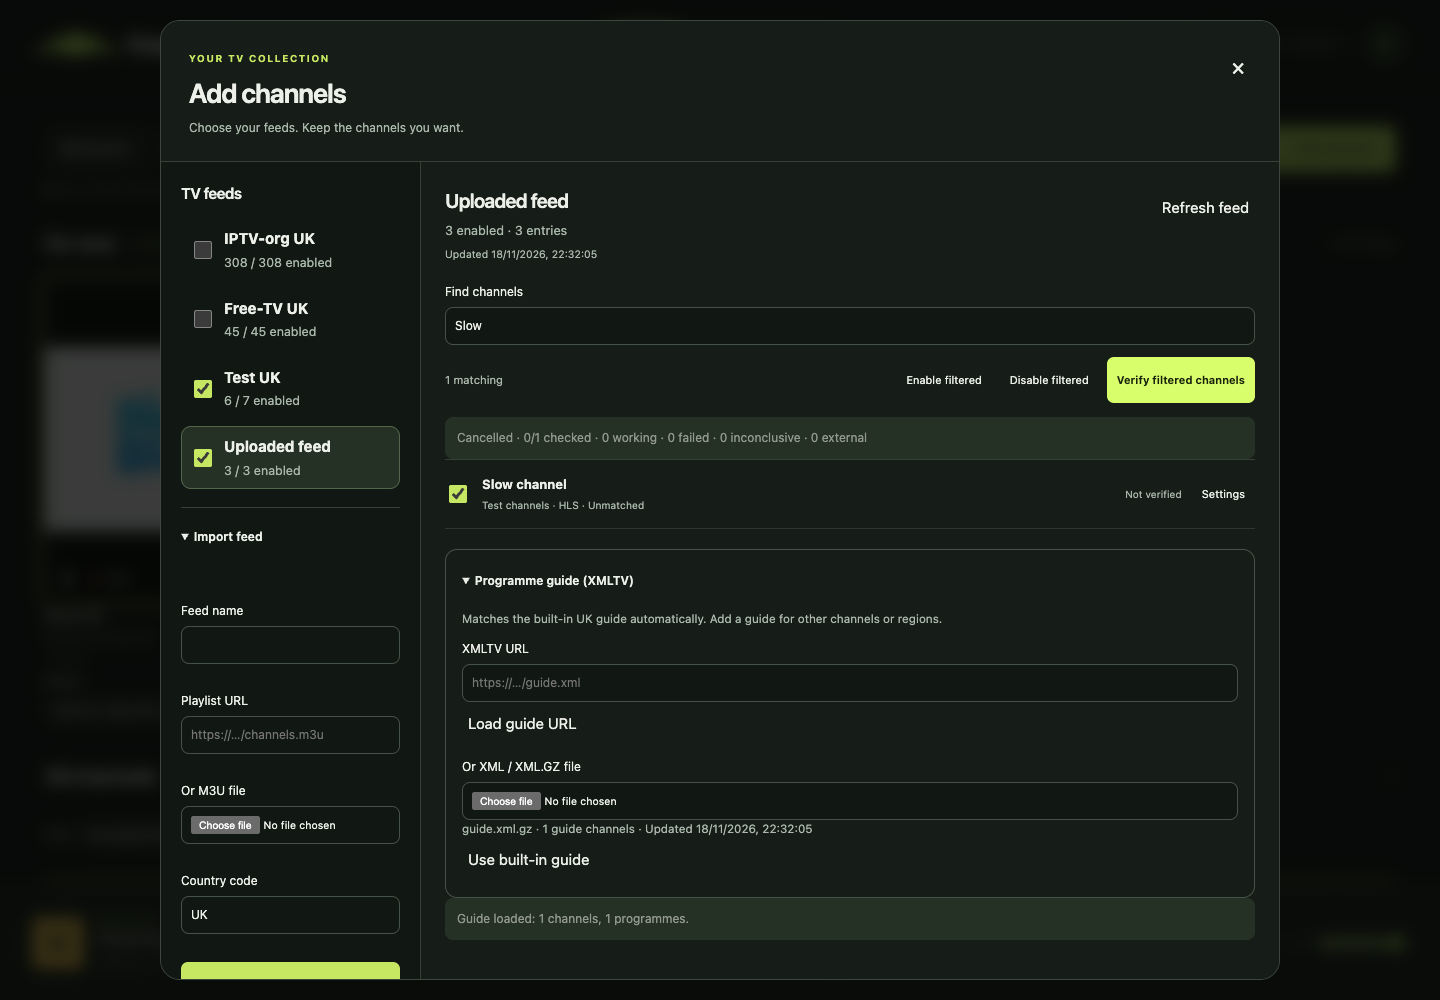 YOUR TV COLLECTION
Add channels
Choose your feeds. Keep the channels you want.
×
TV feeds
IPTV-org UK
308 / 308 enabled
Free-TV UK
45 / 45 enabled
Test UK
6 / 7 enabled
Uploaded feed
3 / 3 enabled
▼ Import feed
Feed name
Playlist URL
https://.../channels.m3u
Or M3U file
Choose file No file chosen
Country code
UK
Uploaded feed
Refresh feed
3 enabled · 3 entries
Updated 18/11/2026, 22:32:05
Find channels
Slow
1 matching
Enable filtered
Disable filtered
Verify filtered channels
Cancelled · 0/1 checked · 0 working · 0 failed · 0 inconclusive · 0 external
Slow channel
Test channels · HLS · Unmatched
Not verified
Settings
▼ Programme guide (XMLTV)
Matches the built-in UK guide automatically. Add a guide for other channels or regions.
XMLTV URL
https://.../guide.xml
Load guide URL
Or XML / XML.GZ file
Choose file No file chosen
guide.xml.gz · 1 guide channels · Updated 18/11/2026, 22:32:05
Use built-in guide
Guide loaded: 1 channels, 1 programmes.